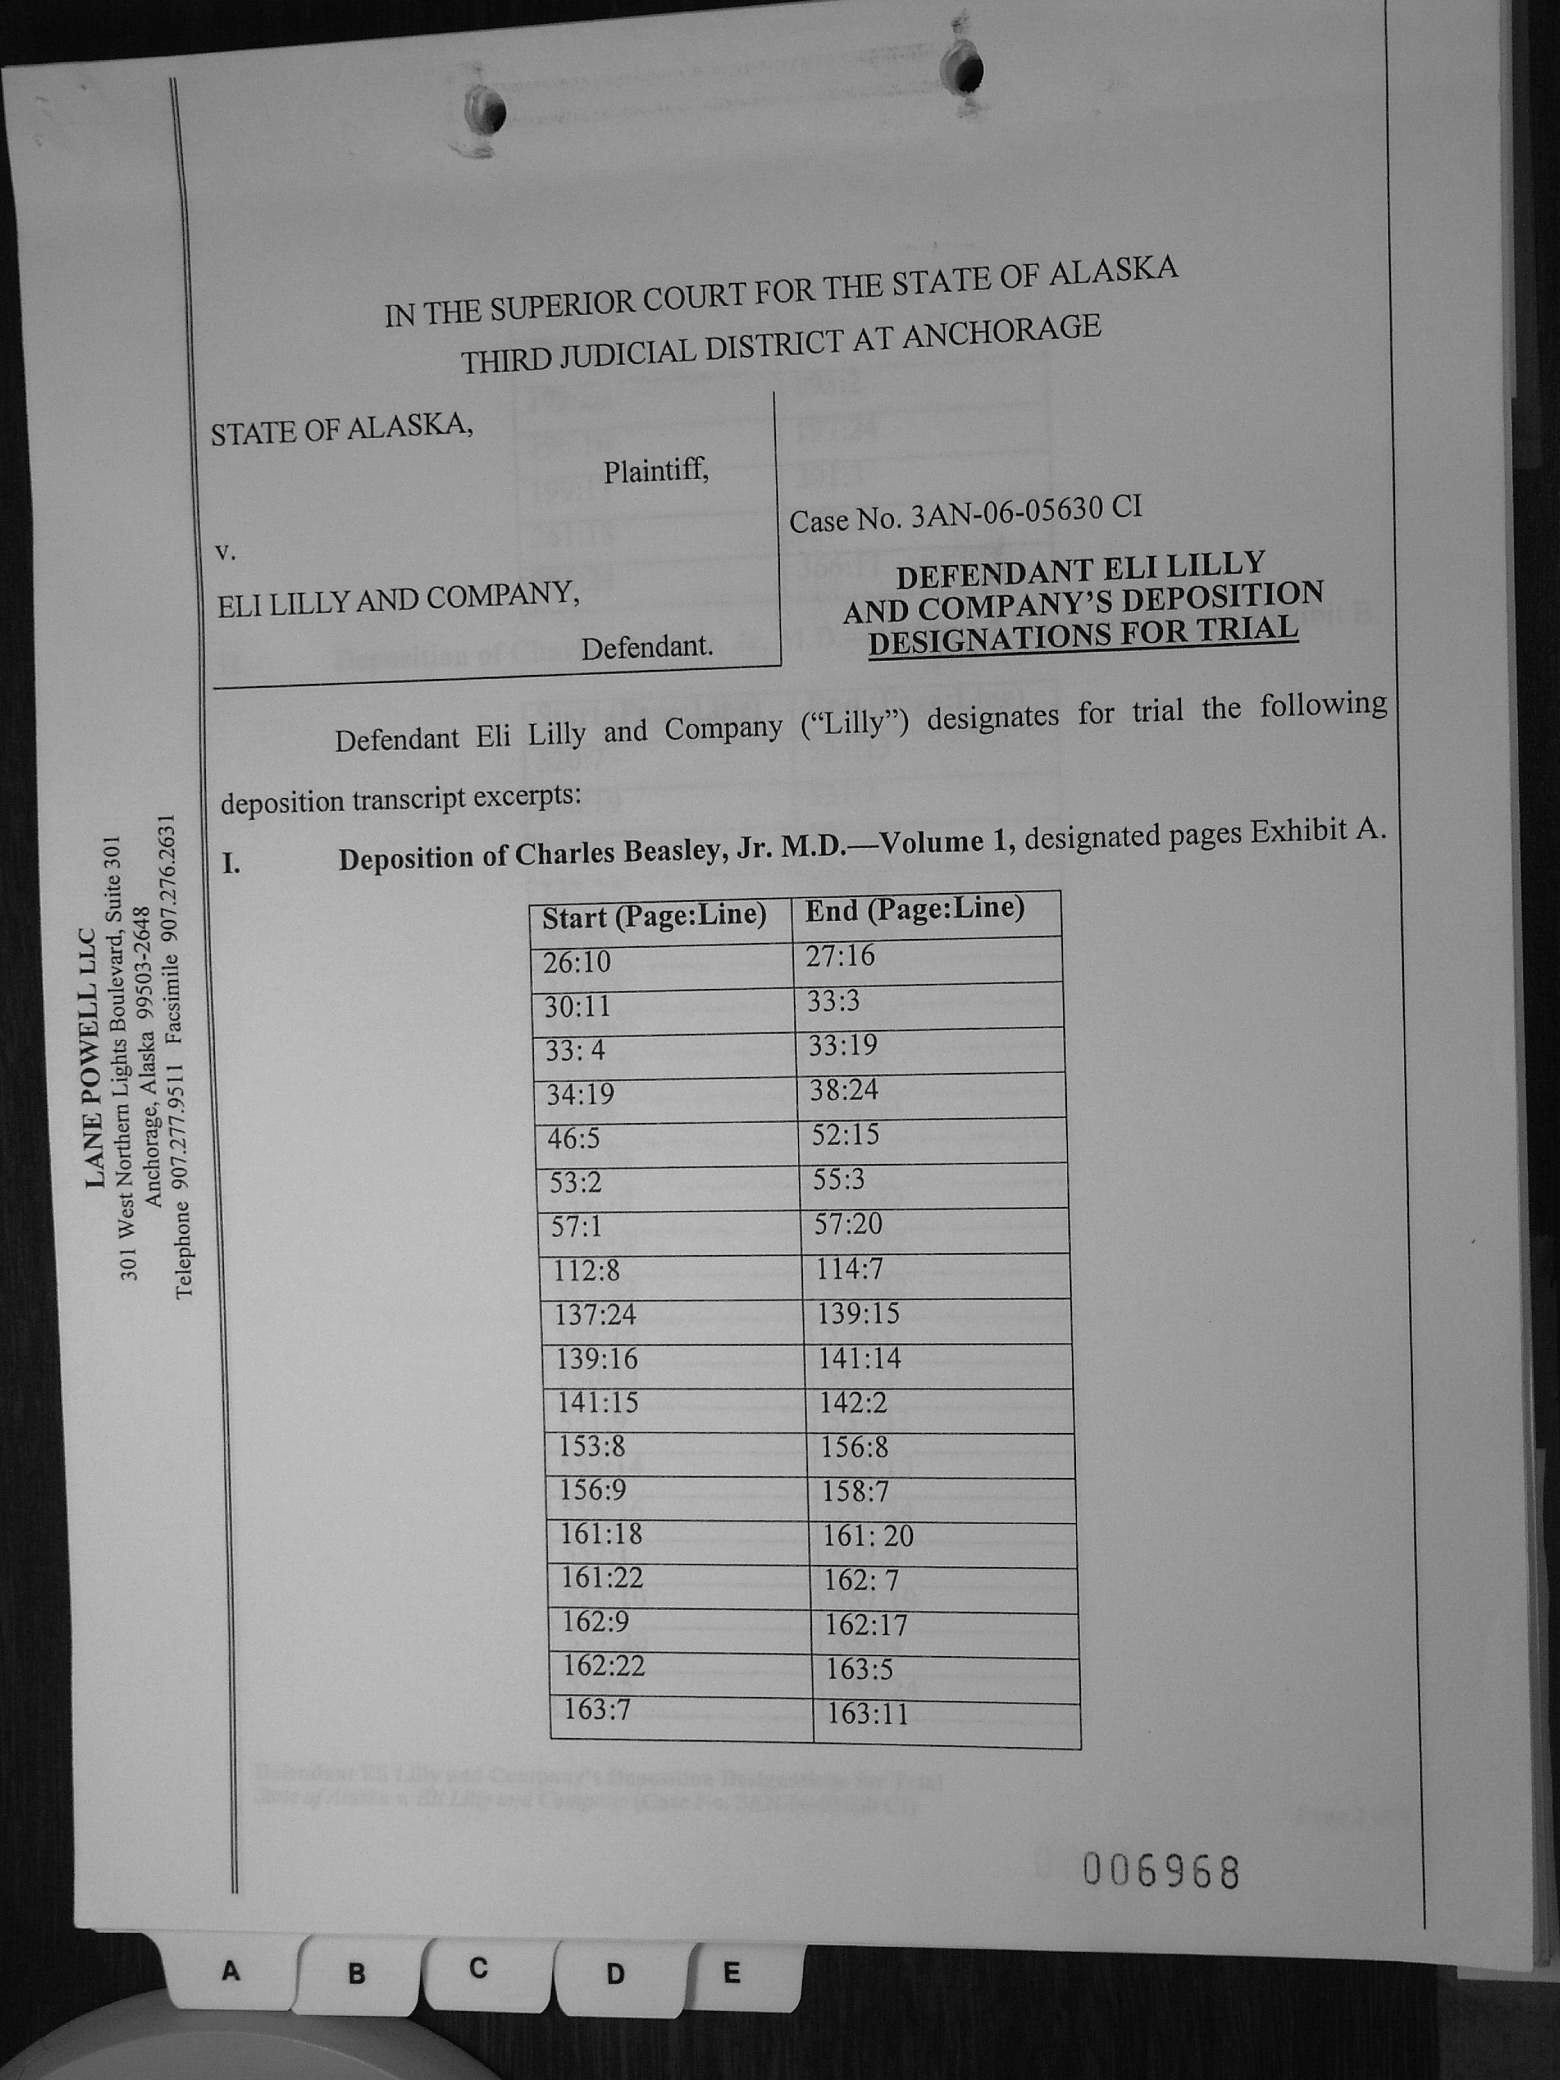 IN THE SUPERIOR COURT FOR THE STATE OF ALASKA
THIRD JUDICIAL DISTRICT AT ANCHORAGE
STATE OF ALASKA,
Plaintiff,
v.
ELI LILLY AND COMPANY,
Defendant.
Case No. 3AN-06-05630 CI
DEFENDANT ELI LILLY
AND COMPANY'S DEPOSITION
DESIGNATIONS FOR TRIAL
Defendant Eli Lilly and Company (“Lilly”) designates for trial the following
deposition transcript excerpts:
I. Deposition of Charles Beasley, Jr. M.D.—Volume 1, designated pages Exhibit A.
Start (Page:Line) End (Page:Line)
26:10 27:16
30:11 33:3
33: 4 33:19
34:19 38:24
46:5 52:15
53:2 55:3
57:1 57:20
112:8 114:7
137:24 139:15
139:16 141:14
141:15 142:2
153:8 156:8
156:9 158:7
161:18 161: 20
161:22 162: 7
162:9 162:17
162:22 163:5
163:7 163:11
LANE POWELL LLC
301 West Northern Lights Boulevard, Suite 301
Anchorage, Alaska 99503-2648
Telephone 907.277.9511 Facsimile 907.276.2631
006968
A B C D E